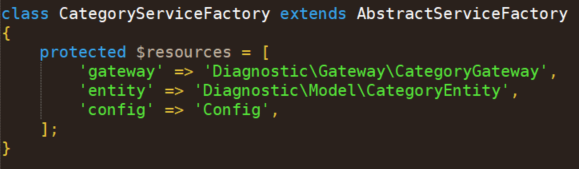 class CategoryServiceFactory extends AbstractServiceFactory
{
    protected $resources = [
        'gateway' => 'Diagnostic\Gateway\CategoryGateway',
        'entity' => 'Diagnostic\Model\CategoryEntity',
        'config' => 'Config',
    ];
}